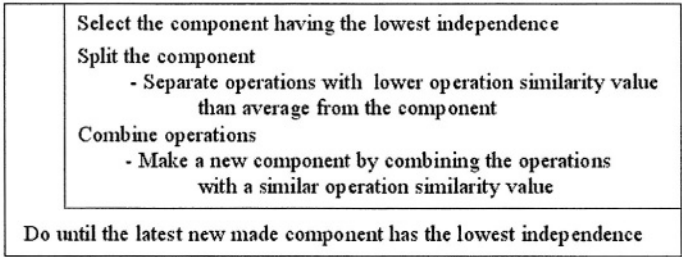 Select the component having the lowest independence
Split the component
- Separate operations with lower operation similarity value
than average from the component
Combine operations
- Make a new component by combining the operations
with a similar operation similarity value
Do until the latest new made component has the lowest independence